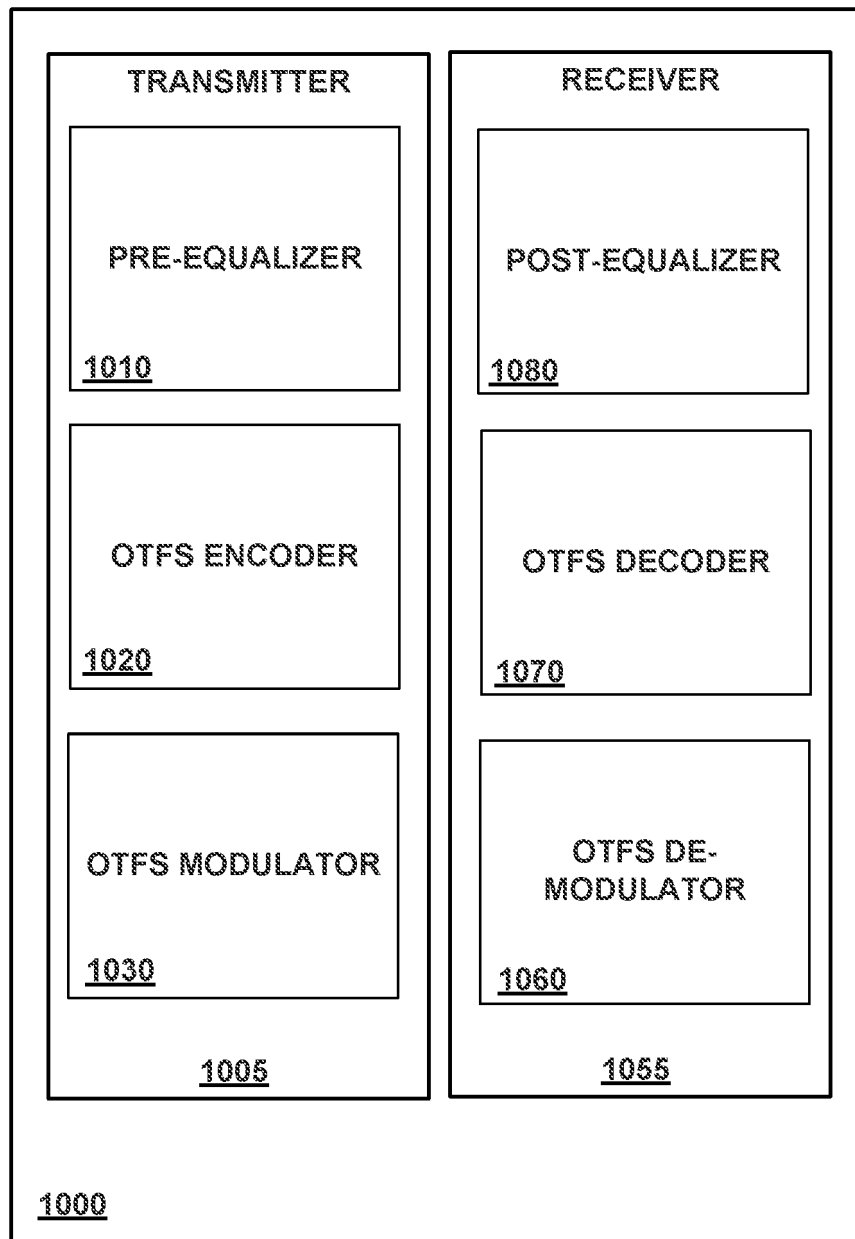 TRANSMITTER
PRE-EQUALIZER
1010
OTFS ENCODER
1020
OTFS MODULATOR
1030
1005
RECEIVER
POST-EQUALIZER
1080
OTFS DECODER
1070
OTFS DE-
MODULATOR
1060
1055
1000